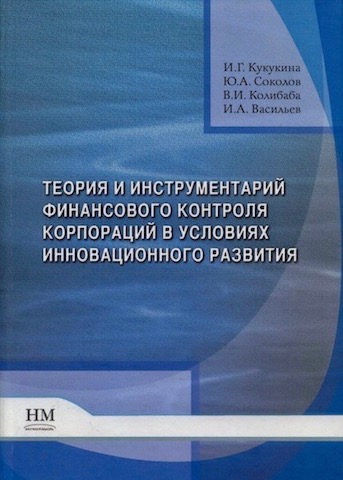 И.Г. Кукукина
Ю.А. Соколов
В.И. Колибаба
И.А. Васильев
ТЕОРИЯ И ИНСТРУМЕНТАРИЙ
ФИНАНСОВОГО КОНТРОЛЯ
КОРПОРАЦИЙ В УСЛОВИЯХ
ИННОВАЦИОННОГО РАЗВИТИЯ
НМ